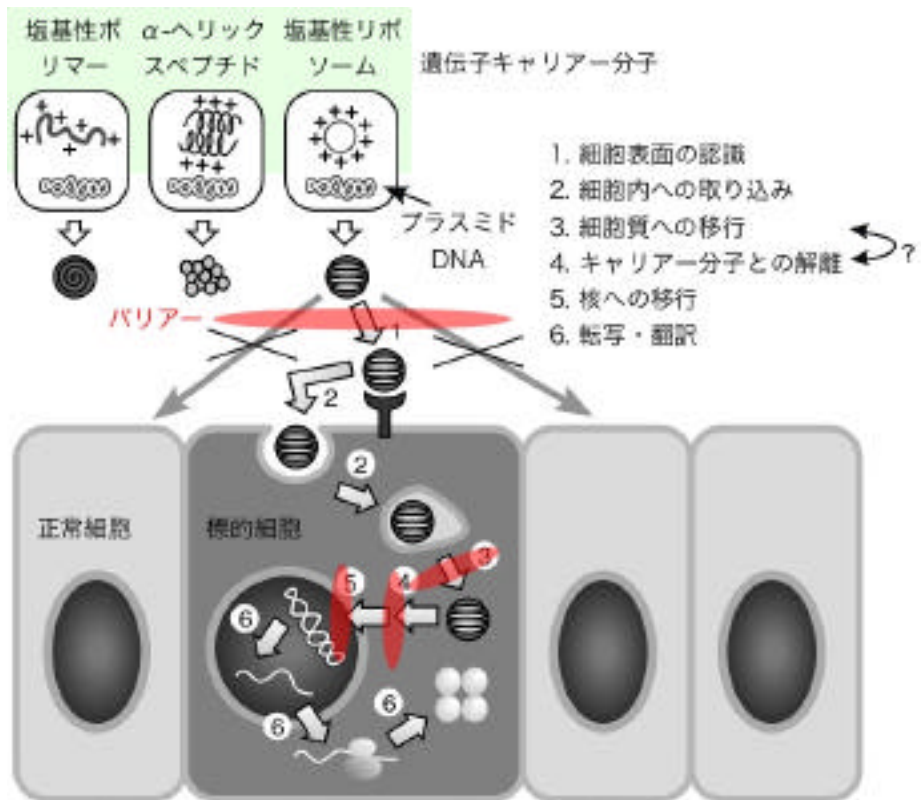 塩基性ポ
リマー
α-ヘリック
スペプチド
塩基性リポ
ソーム
遺伝子キャリアー分子
プラスミド
DNA
1. 細胞表面の認識
2. 細胞内への取り込み
3. 細胞質への移行
4. キャリアー分子との解離
5. 核への移行
6. 転写・翻訳
?
バリアー
1
2
2
正常細胞
標的細胞
3
4
5
6
6
6